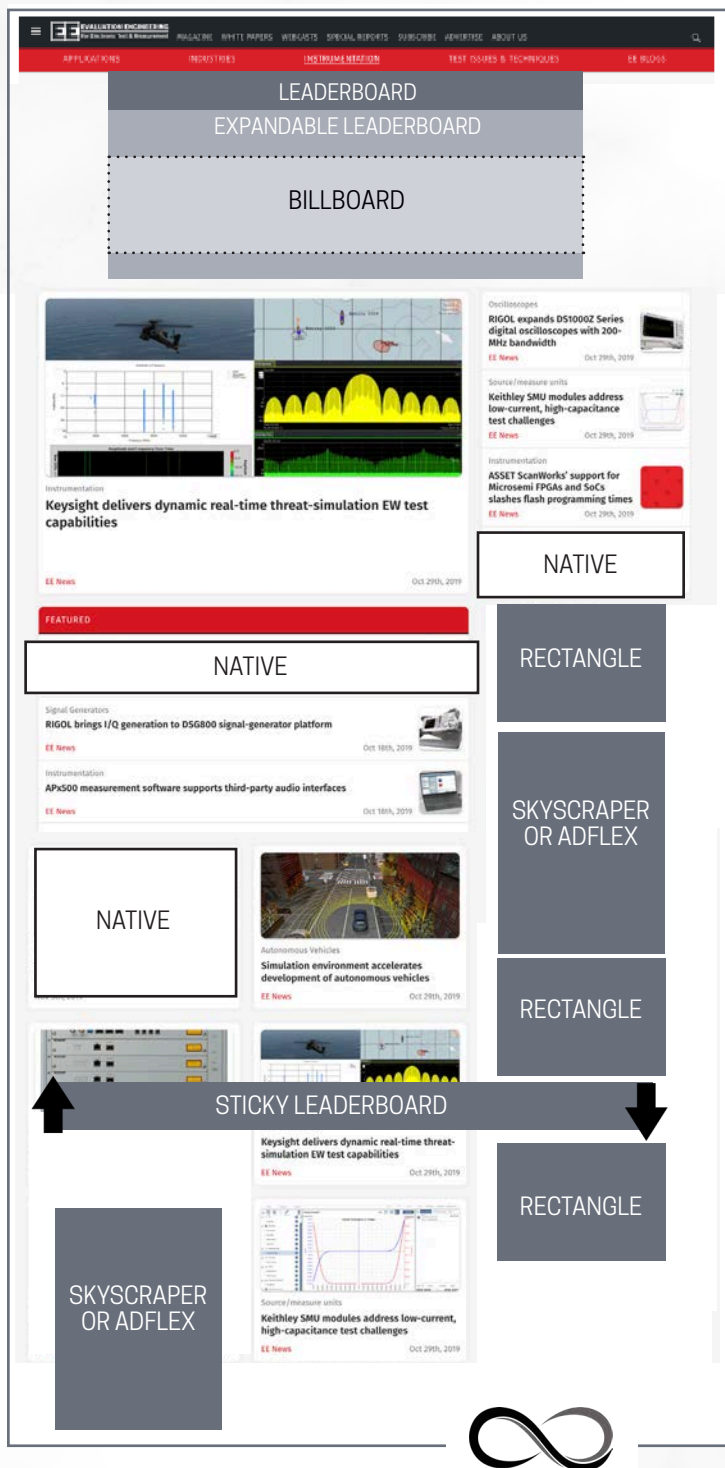 EE EVALUATION ENGINEERING
For Electronic Test & Measurement
MAGAZINE WHITE PAPERS WEBCASTS SPECIAL REPORTS SUBSCRIBE ADVERTISE ABOUT US
APPLICATIONS INDUSTRIES INSTRUMENTATION TEST ISSUES & TECHNIQUES EE BLOGS
LEADERBOARD
EXPANDABLE LEADERBOARD
BILLBOARD
Instrumentation
Keysight delivers dynamic real-time threat-simulation EW test
capabilities
EE News Oct 29th, 2019
Oscilloscopes
RIGOL expands DS1000Z Series
digital oscilloscopes with 200-
MHz bandwidth
EE News Oct 29th, 2019
Source/measure units
Keithley SMU modules address
low-current, high-capacitance
test challenges
EE News Oct 29th, 2019
Instrumentation
ASSET ScanWorks' support for
Microsemi FPGAs and SoCs
slashes flash programming times
EE News Oct 29th, 2019
NATIVE
FEATURED
NATIVE
Signal Generators
RIGOL brings I/Q generation to DSG800 signal-generator platform
EE News Oct 18th, 2019
Instrumentation
APx500 measurement software supports third-party audio interfaces
EE News Oct 18th, 2019
RECTANGLE
SKYSCRAPER
OR ADFLEX
NATIVE
Autonomous Vehicles
Simulation environment accelerates
development of autonomous vehicles
EE News Oct 29th, 2019
RECTANGLE
STICKY LEADERBOARD
Keysight delivers dynamic real-time threat-
simulation EW test capabilities
EE News Oct 29th, 2019
RECTANGLE
SKYSCRAPER
OR ADFLEX
Source/measure units
Keithley SMU modules address low-current,
high-capacitance test challenges
EE News Oct 29th, 2019